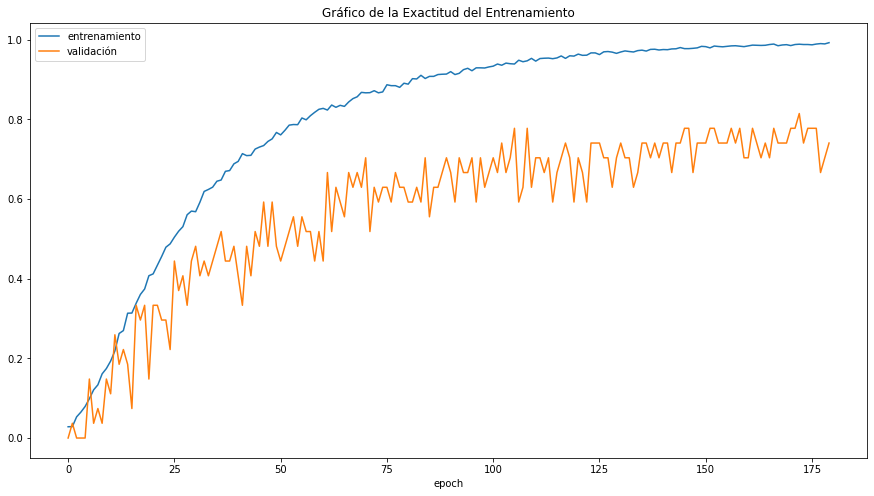 Gráfico de la Exactitud del Entrenamiento
entrenamiento
validación
1.0
0.8
0.6
0.4
0.2
0.0
0 25 50 75 100 125 150 175
epoch